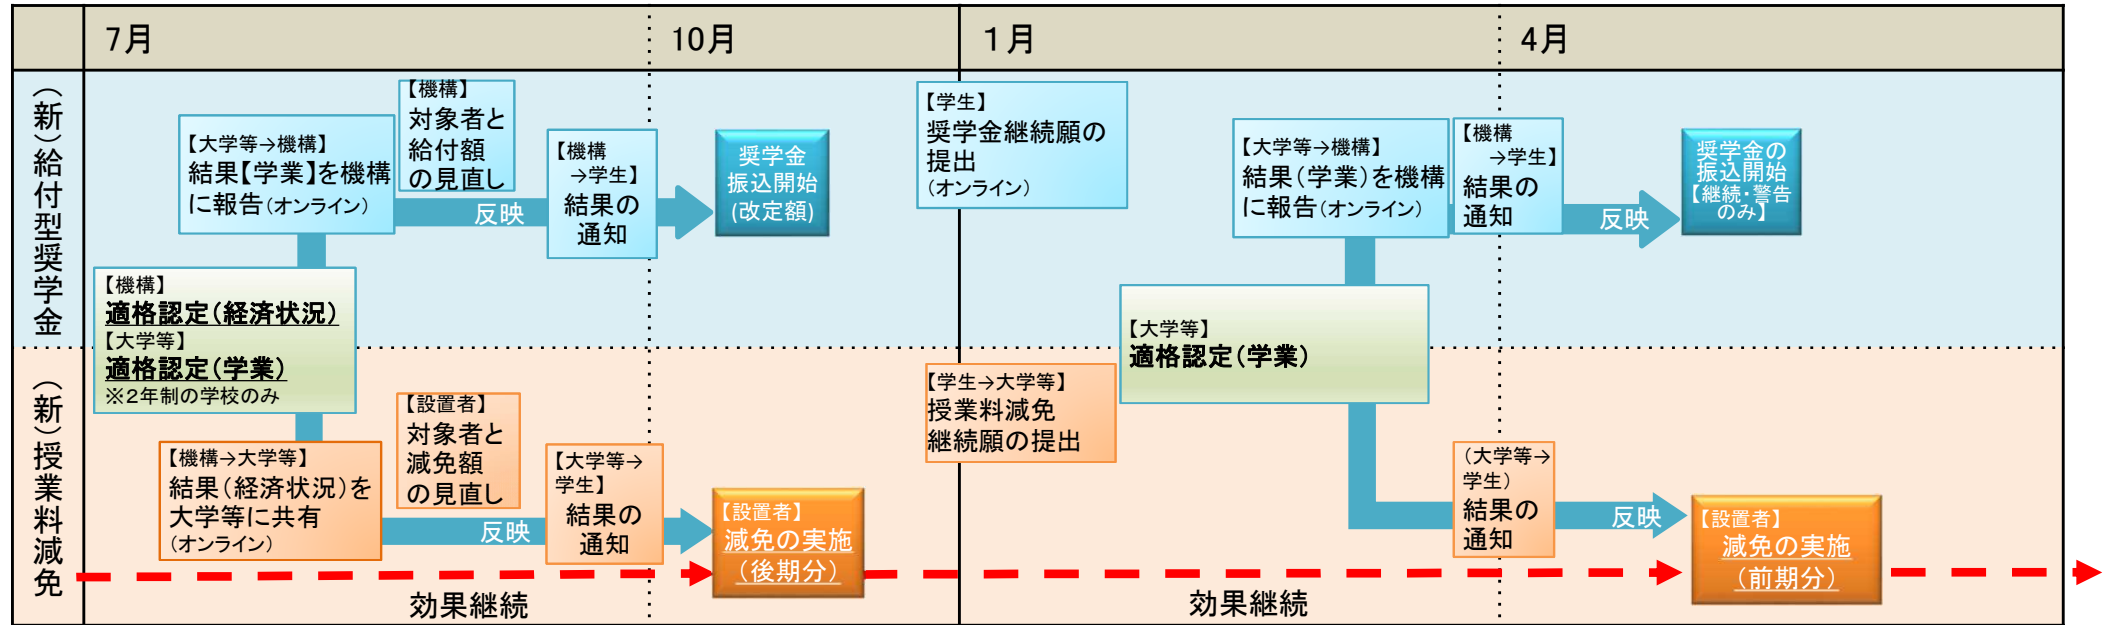 7月
10月
1月
4月
(新)給付型奨学金
【大学等→機構】
結果【学業】を機構
に報告(オンライン)
【機構】
対象者と
給付額
の見直し
反映
【機構
→学生】
結果の
通知
奨学金
振込開始
(改定額)
【学生】
奨学金継続願の
提出
(オンライン)
【大学等→機構】
結果(学業)を機構
に報告(オンライン)
【機構
→学生】
結果の
通知
反映
奨学金の
振込開始
【継続・警告
のみ】
【機構】
適格認定(経済状況)
【大学等】
適格認定(学業)
※2年制の学校のみ
【大学等】
適格認定(学業)
(新)授業料減免
【機構→大学等】
結果(経済状況)を
大学等に共有
(オンライン)
【設置者】
対象者と
減免額
の見直し
反映
【大学等→
学生】
結果の
通知
【設置者】
減免の実施
(後期分)
【学生→大学等】
授業料減免
継続願の提出
(大学等→
学生)
結果の
通知
反映
【設置者】
減免の実施
(前期分)
効果継続
効果継続